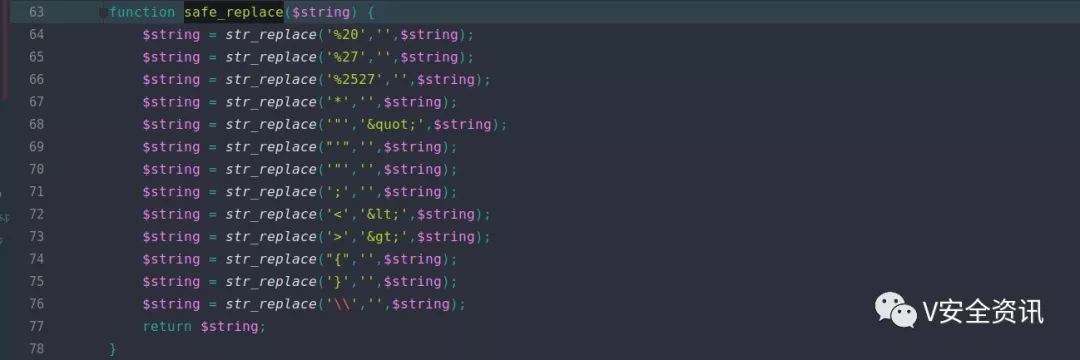 63 function safe_replace($string) {
64 $string = str_replace('%20','',$string);
65 $string = str_replace('%27','',$string);
66 $string = str_replace('%2527','',$string);
67 $string = str_replace('*','',$string);
68 $string = str_replace('"','&quot;',$string);
69 $string = str_replace("'",'',$string);
70 $string = str_replace('"','',$string);
71 $string = str_replace(';','',$string);
72 $string = str_replace('<','&lt;',$string);
73 $string = str_replace('>','&gt;',$string);
74 $string = str_replace("{",'',$string);
75 $string = str_replace('}','',$string);
76 $string = str_replace('\\','',$string);
77 return $string;
78 }
V安全资讯